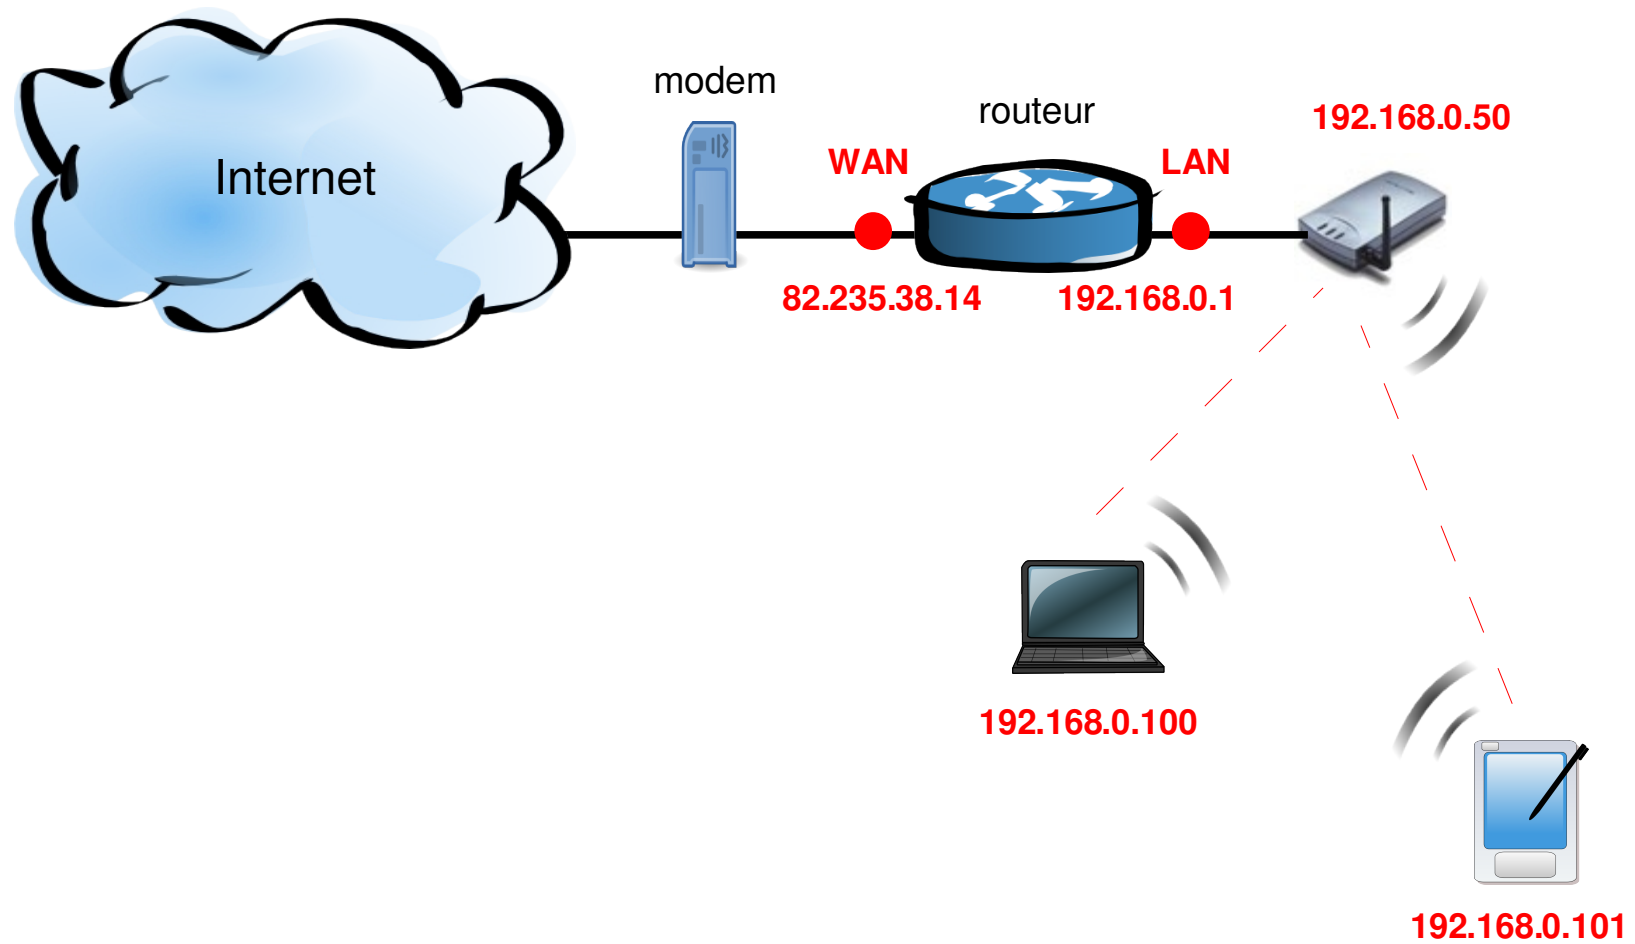 modem
routeur
192.168.0.50
Internet
WAN
LAN
82.235.38.14
192.168.0.1
192.168.0.100
192.168.0.101